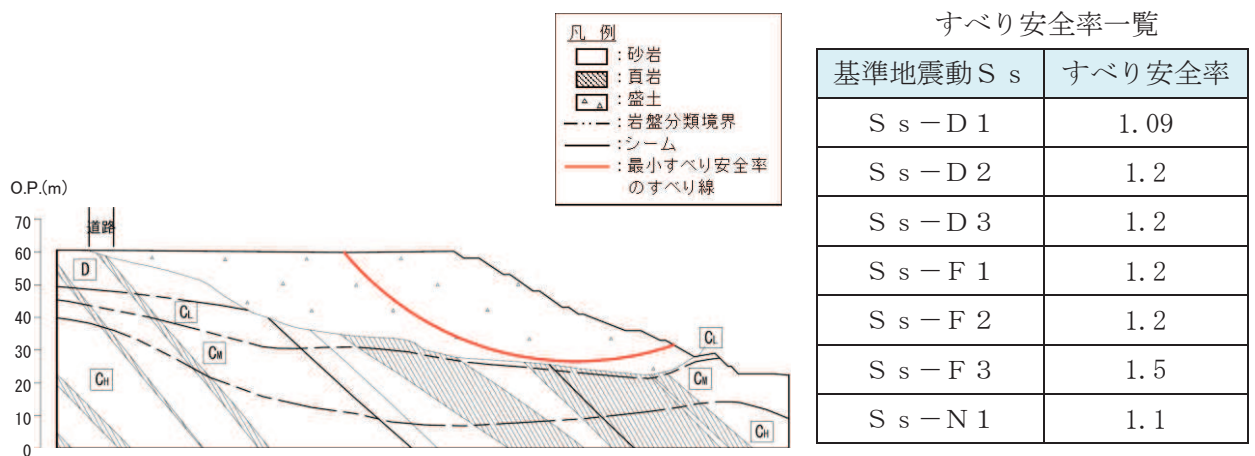 凡 例
：砂岩
：頁岩
：盛土
：岩盤分類境界
：シーム
：最小すべり安全率
のすべり線
O.P.(m)
70
60
50
40
30
20
10
0
道路
D
CL
CM
CH
CL
CM
CH
すべり安全率一覧
基準地震動Ｓｓ すべり安全率
Ｓｓ－Ｄ１ 1.09
Ｓｓ－Ｄ２ 1.2
Ｓｓ－Ｄ３ 1.2
Ｓｓ－Ｆ１ 1.2
Ｓｓ－Ｆ２ 1.2
Ｓｓ－Ｆ３ 1.5
Ｓｓ－Ｎ１ 1.1